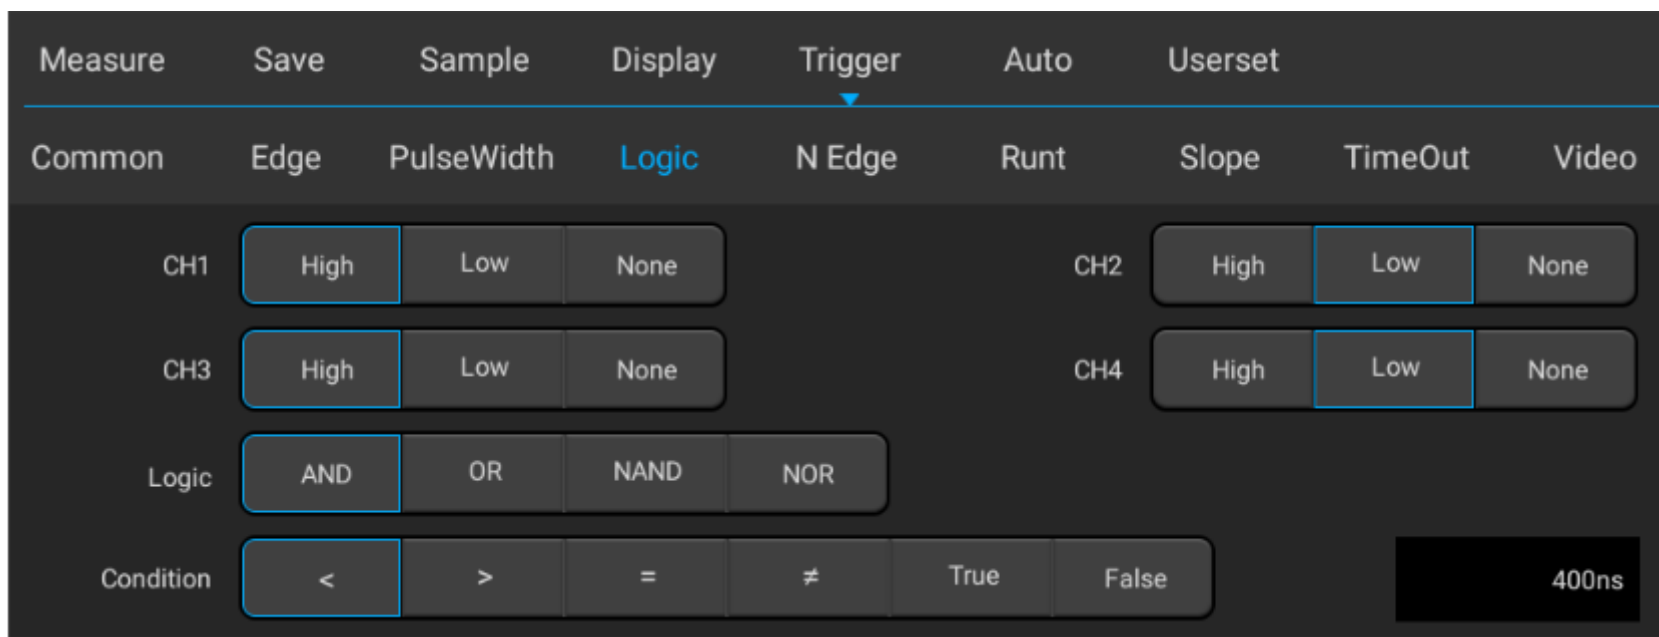 Measure Save Sample Display Trigger Auto Userset
Common Edge PulseWidth Logic N Edge Runt Slope TimeOut Video
CH1 High Low None CH2 High Low None
CH3 High Low None CH4 High Low None
Logic AND OR NAND NOR
Condition < > = ≠ True False 400ns